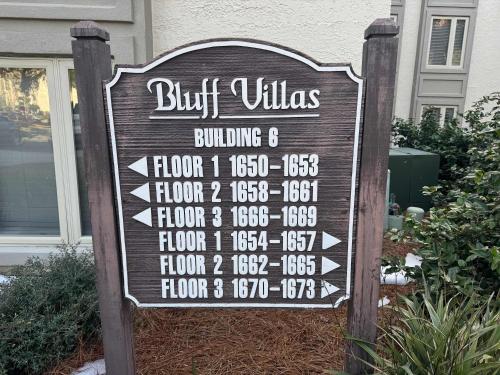 Bluff Villas
BUILDING 6
FLOOR 1 1650-1653
FLOOR 2 1658-1661
FLOOR 3 1666-1669
FLOOR 1 1654-1657
FLOOR 2 1662-1665
FLOOR 3 1670-1673